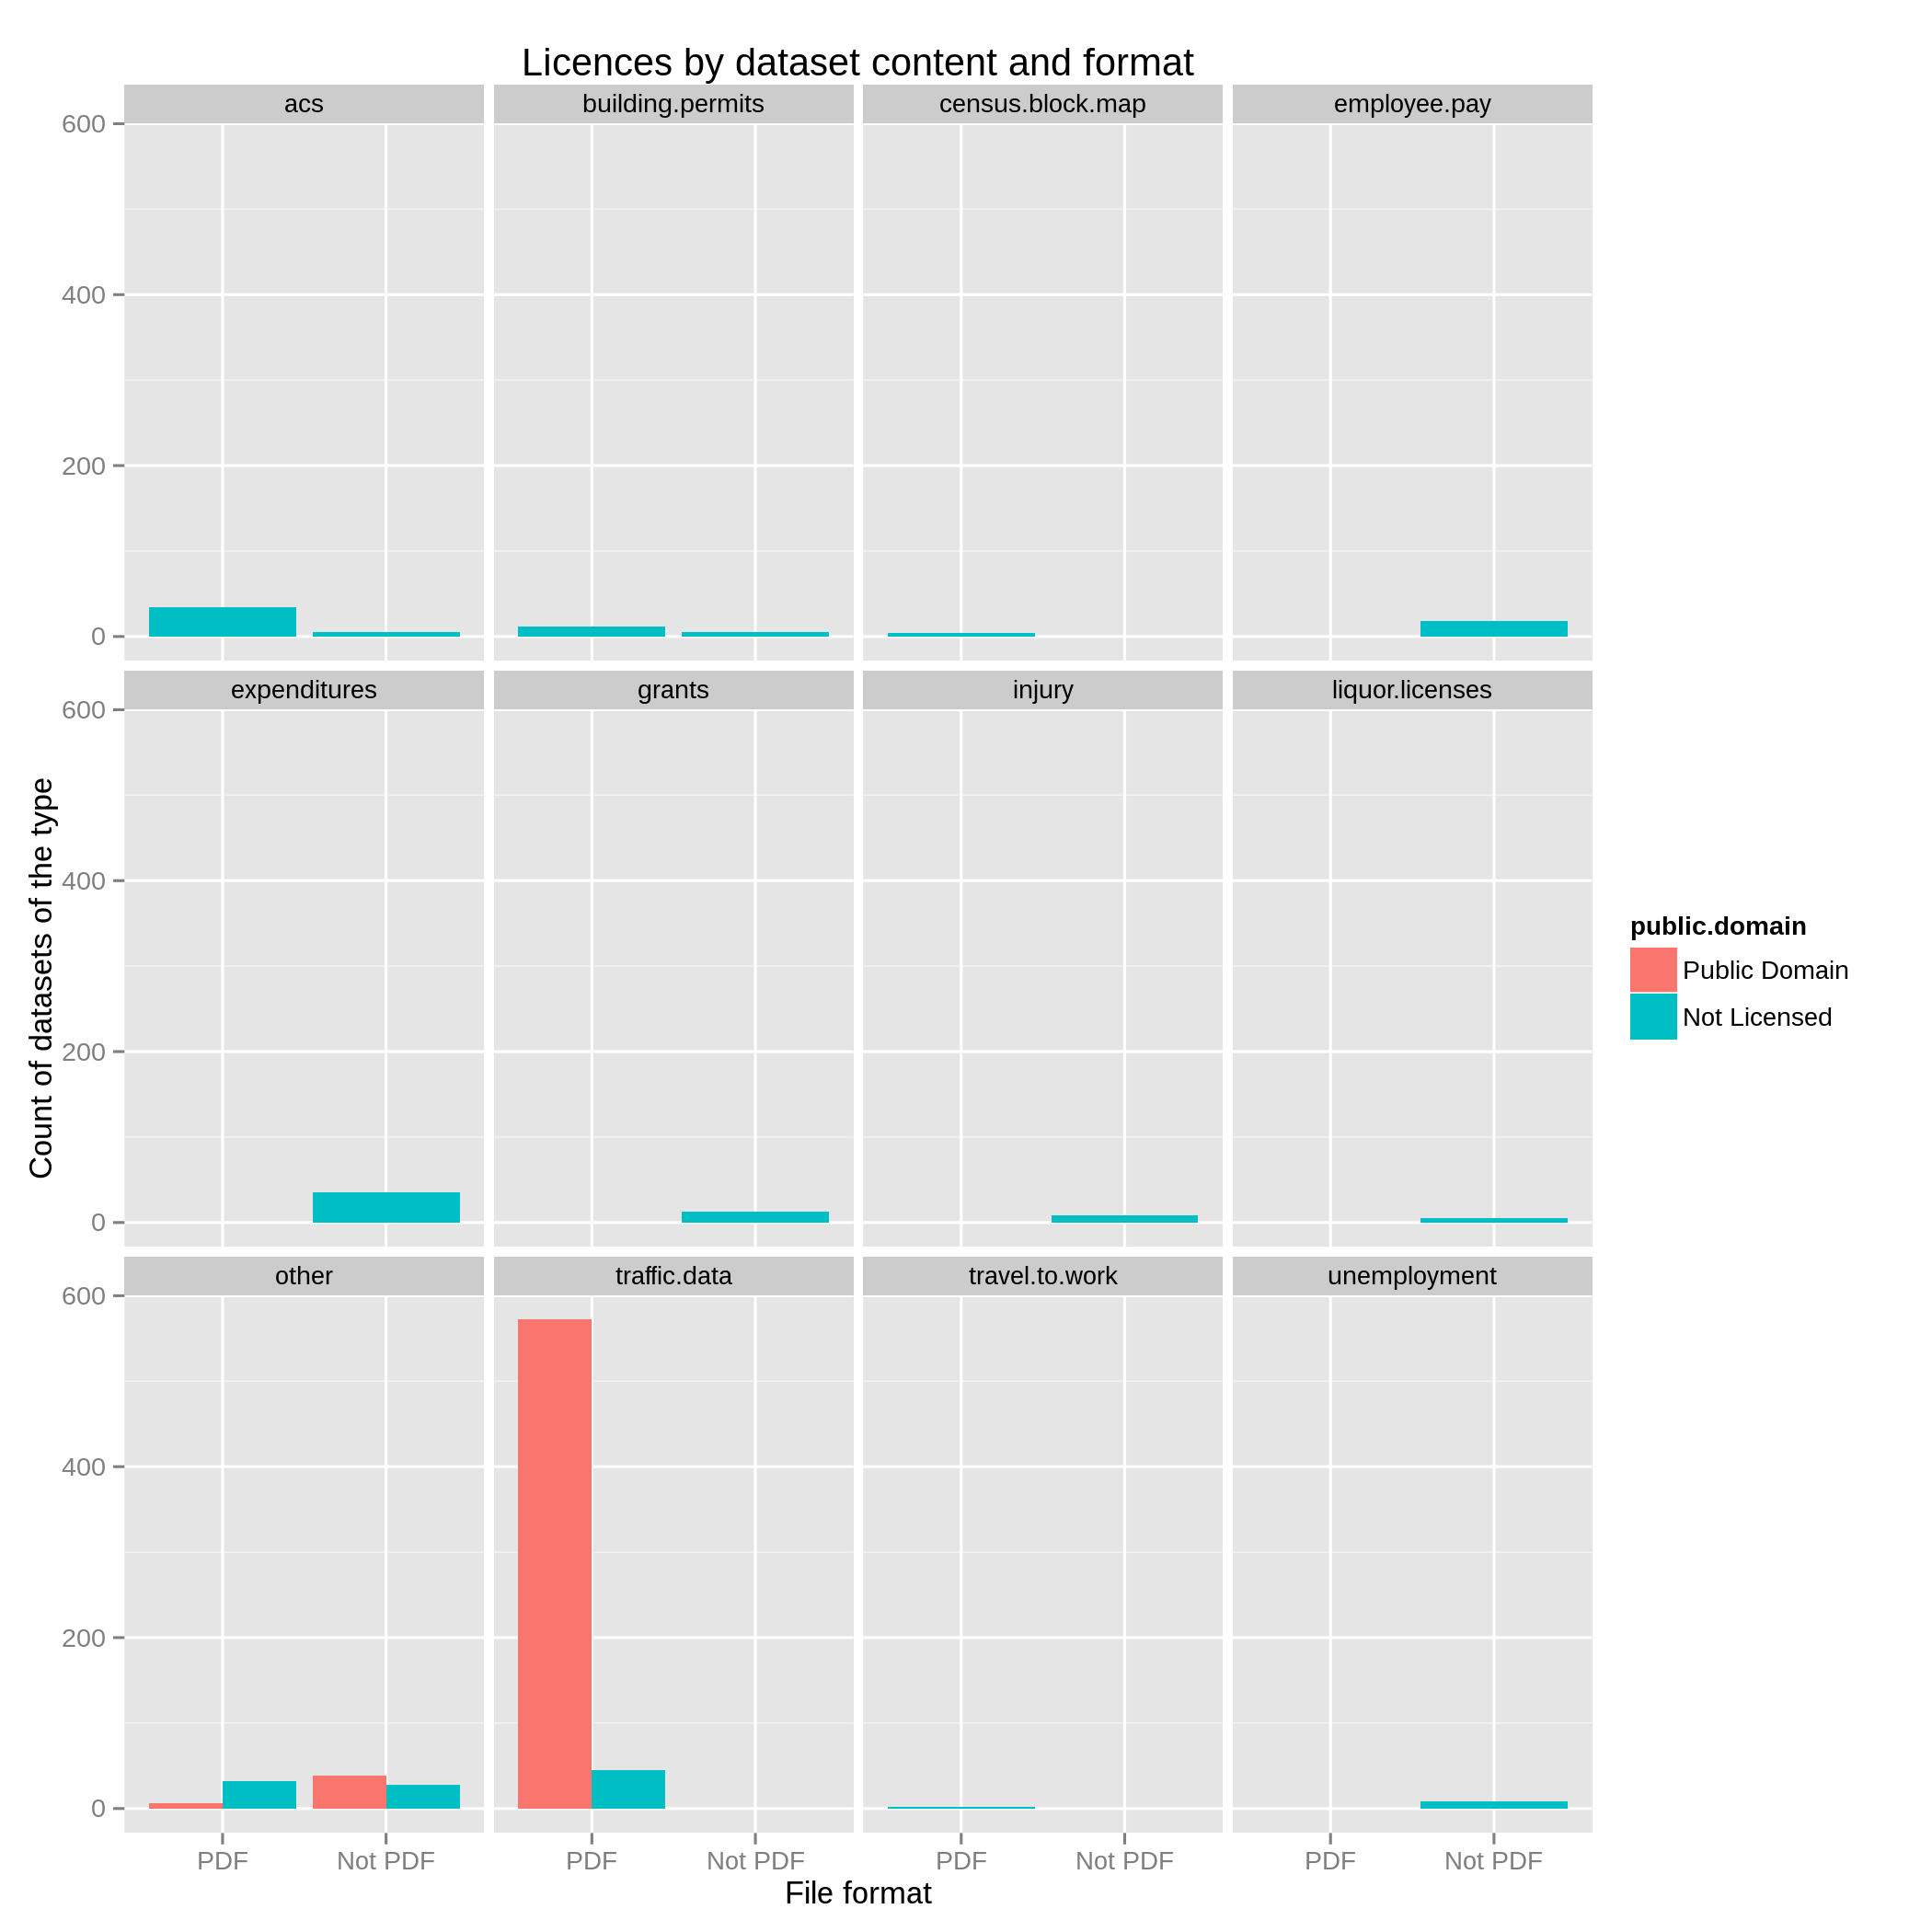 Licences by dataset content and format
acs building.permits census.block.map employee.pay
600
400
200
0
expenditures grants injury liquor.licenses
600
400
200
0
other traffic.data travel.to.work unemployment
600
400
200
0
PDF Not PDF PDF Not PDF PDF Not PDF PDF Not PDF
File format
Count of datasets of the type
public.domain
Public Domain
Not Licensed